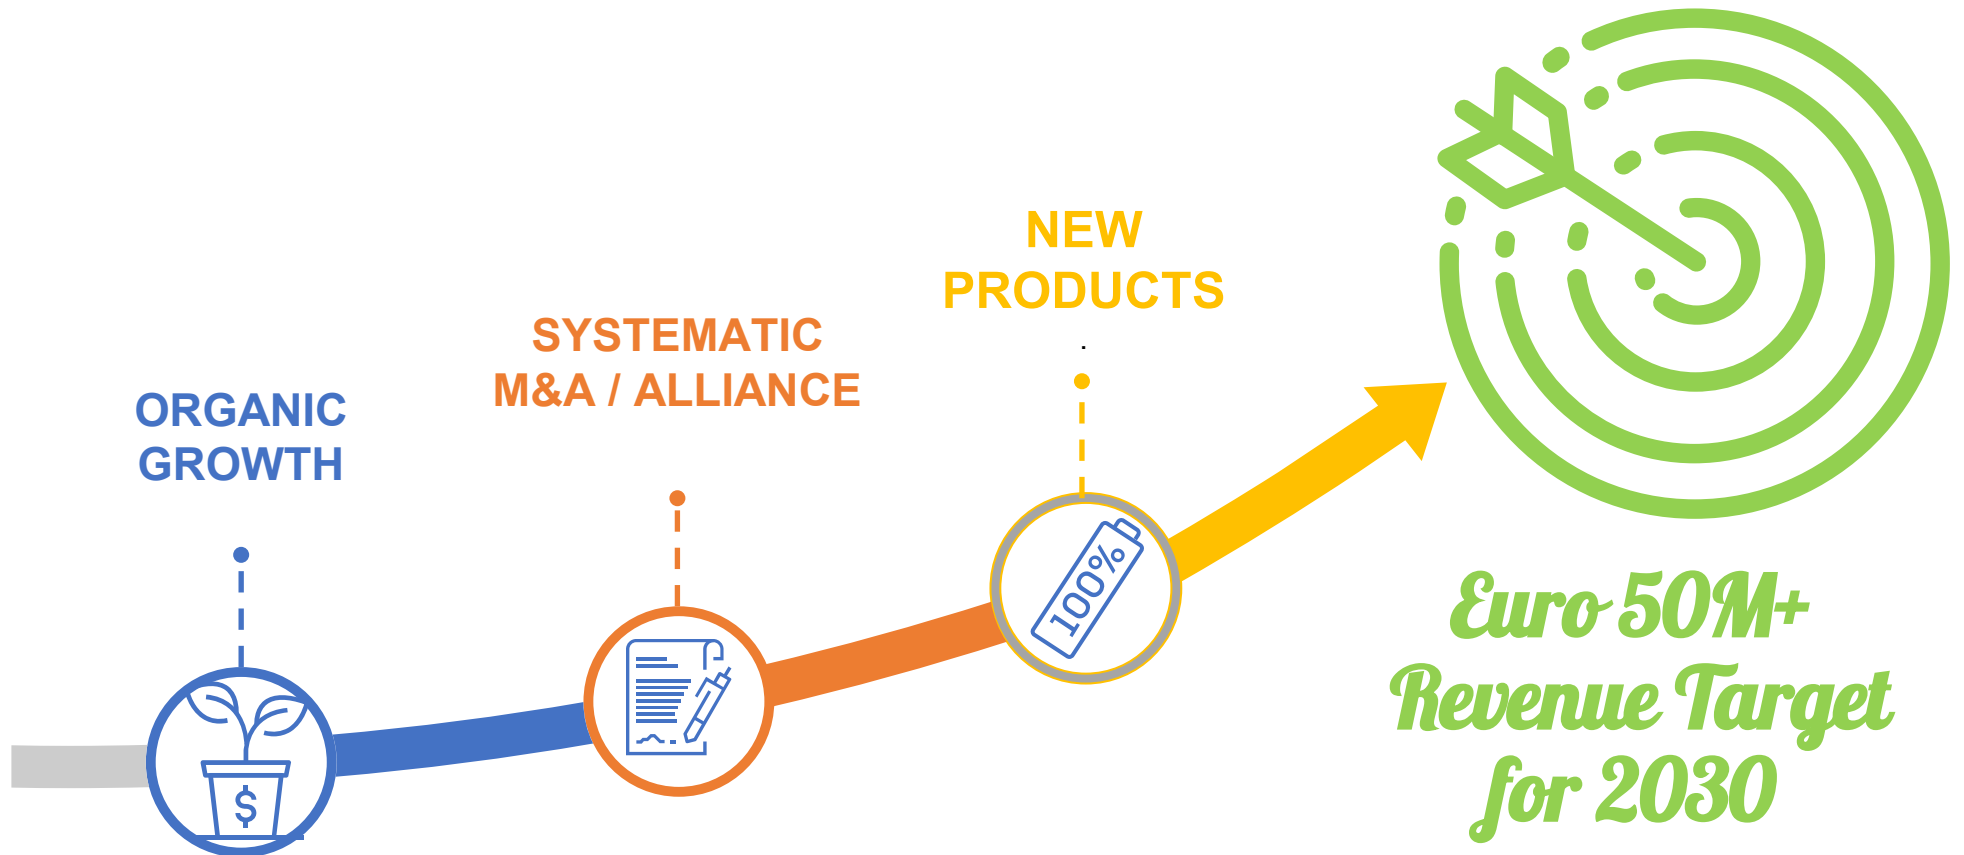 ORGANIC
GROWTH
$
SYSTEMATIC
M&A / ALLIANCE
NEW
PRODUCTS
.
100%
Euro 50M+
Revenue Target
for 2030